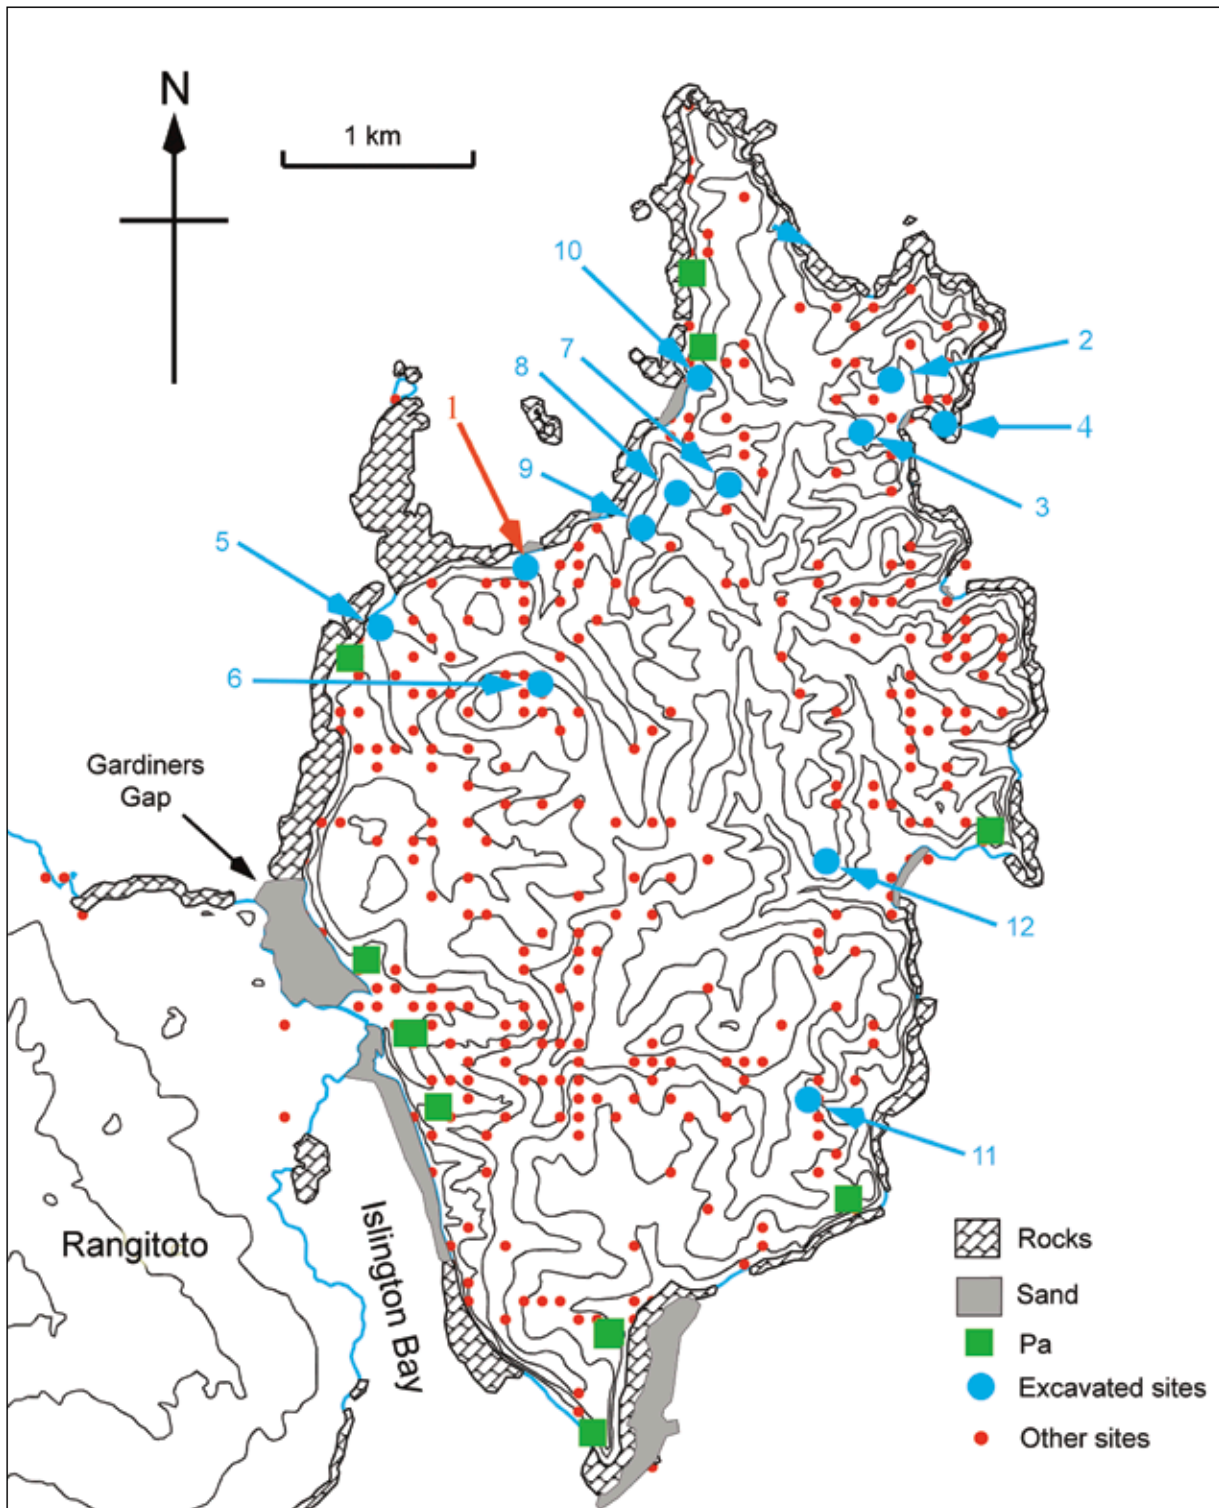 N
1 km
10
7
8
2
1
4
9
3
5
6
Gardiners
Gap
12
11
Rangitoto
Islington Bay
Rocks
Sand
Pa
Excavated sites
Other sites